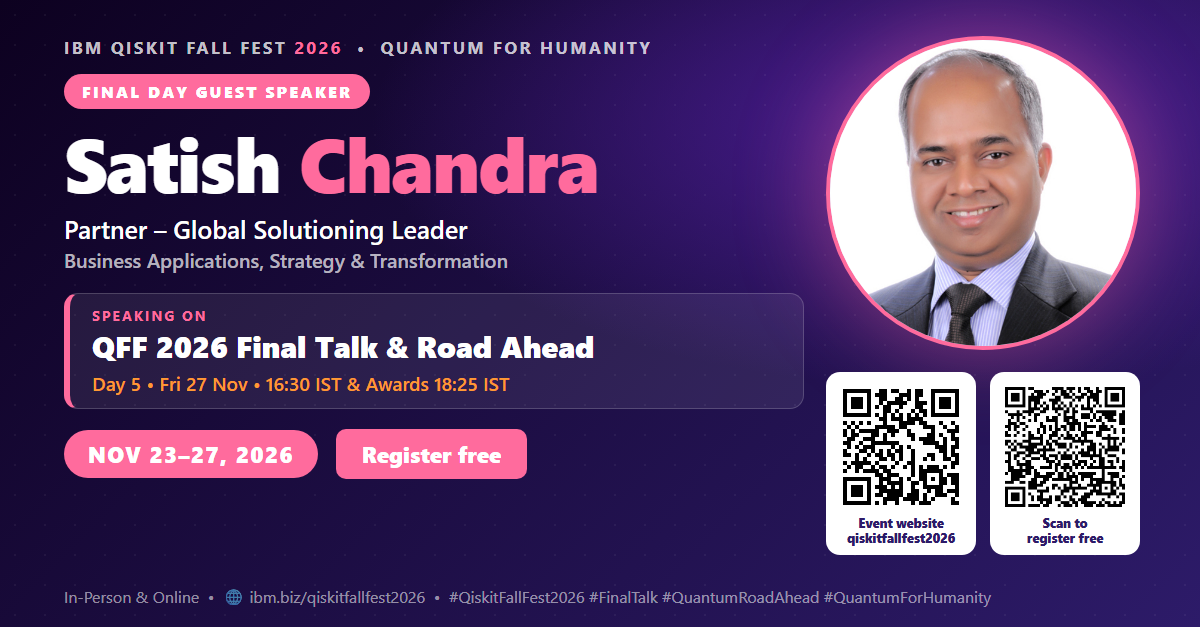 IBM QISKIT FALL FEST 2026 • QUANTUM FOR HUMANITY
FINAL DAY GUEST SPEAKER
Satish Chandra
Partner – Global Solutioning Leader
Business Applications, Strategy & Transformation
SPEAKING ON
QFF 2026 Final Talk & Road Ahead
Day 5 • Fri 27 Nov • 16:30 IST & Awards 18:25 IST
NOV 23–27, 2026
Register free
Event website
qiskitfallfest2026
Scan to
register free
In-Person & Online • 🌐 ibm.biz/qiskitfallfest2026 • #QiskitFallFest2026 #FinalTalk #QuantumRoadAhead #QuantumForHumanity